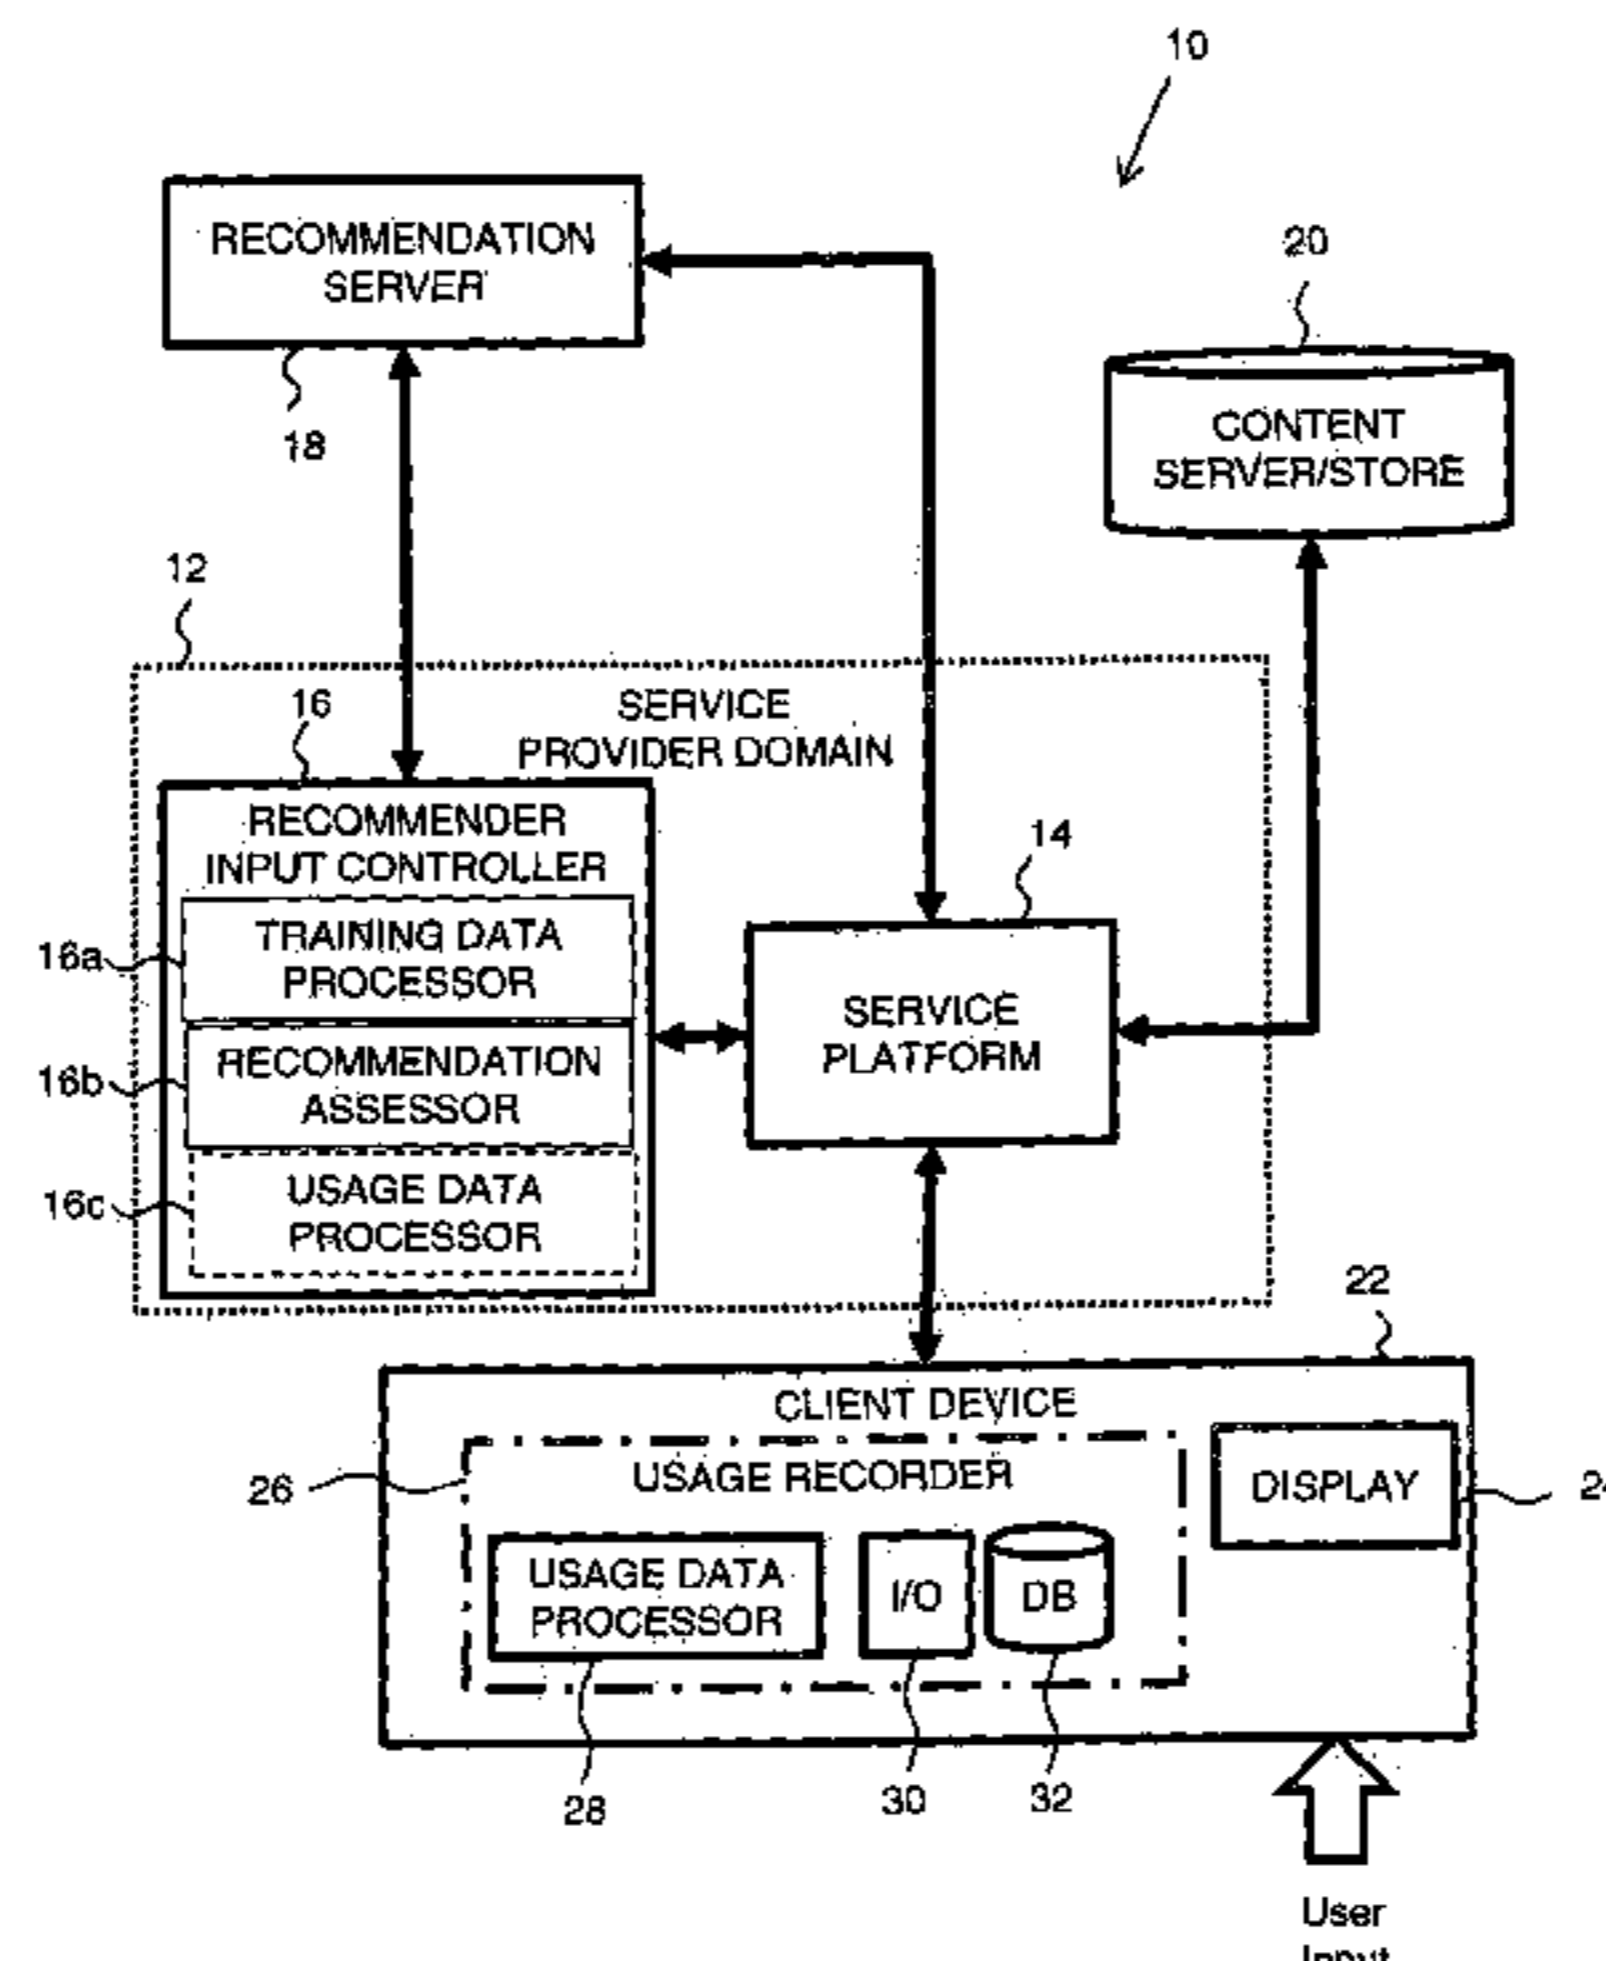 10
RECOMMENDATION
SERVER
20
18
CONTENT
SERVER/STORE
12
SERVICE
PROVIDER DOMAIN
16
RECOMMENDER
INPUT CONTROLLER
14
16a
TRAINING DATA
PROCESSOR
SERVICE
PLATFORM
16b
RECOMMENDATION
ASSESSOR
16c
USAGE DATA
PROCESSOR
22
CLIENT DEVICE
26
USAGE RECORDER
DISPLAY
USAGE DATA
PROCESSOR
I/O
DB
28
30
32
User